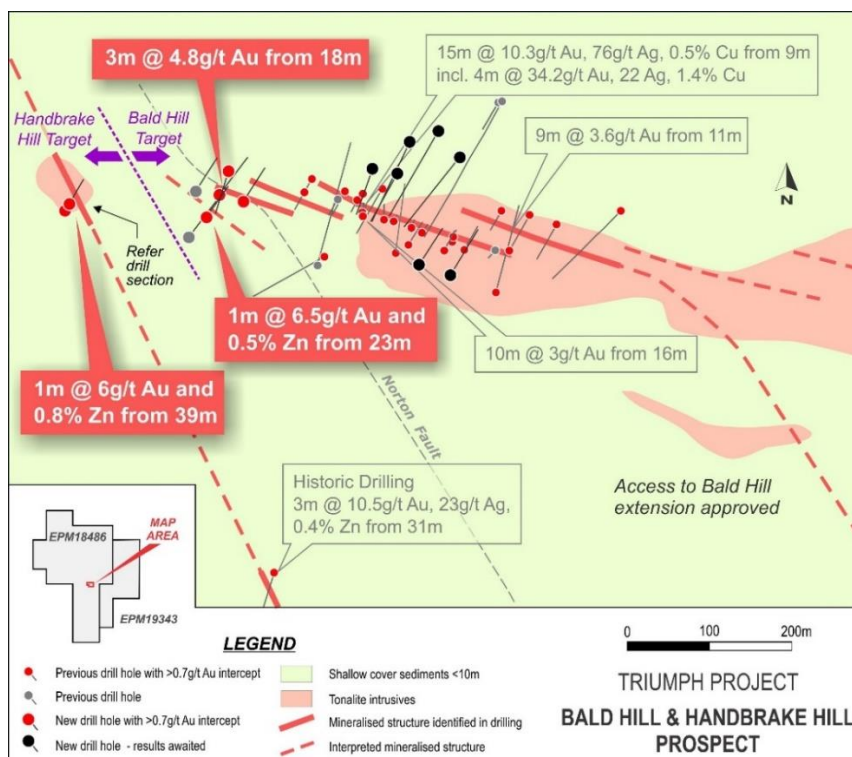 3m @ 4.8g/t Au from 18m
15m @ 10.3g/t Au, 76g/t Ag, 0.5% Cu from 9m
incl. 4m @ 34.2g/t Au, 22 Ag, 1.4% Cu
Handbrake
Hill Target
Bald Hill
Target
9m @ 3.6g/t Au from 11m
N
Refer
drill
section
1m @ 6.5g/t Au and
0.5% Zn from 23m
10m @ 3g/t Au from 16m
1m @ 6g/t Au and
0.8% Zn from 39m
Norton Fault
Historic Drilling
3m @ 10.5g/t Au, 23g/t Ag,
0.4% Zn from 31m
Access to Bald Hill
extension approved
EPM18486
MAP
AREA
EPM19343
LEGEND
Previous drill hole with >0.7g/t Au intercept
Previous drill hole
New drill hole with >0.7g/t Au intercept
New drill hole - results awaited
Shallow cover sediments <10m
Tonalite intrusives
Mineralised structure identified in drilling
Interpreted mineralised structure
0 100 200m
TRIUMPH PROJECT
BALD HILL & HANDBRAKE HILL
PROSPECT